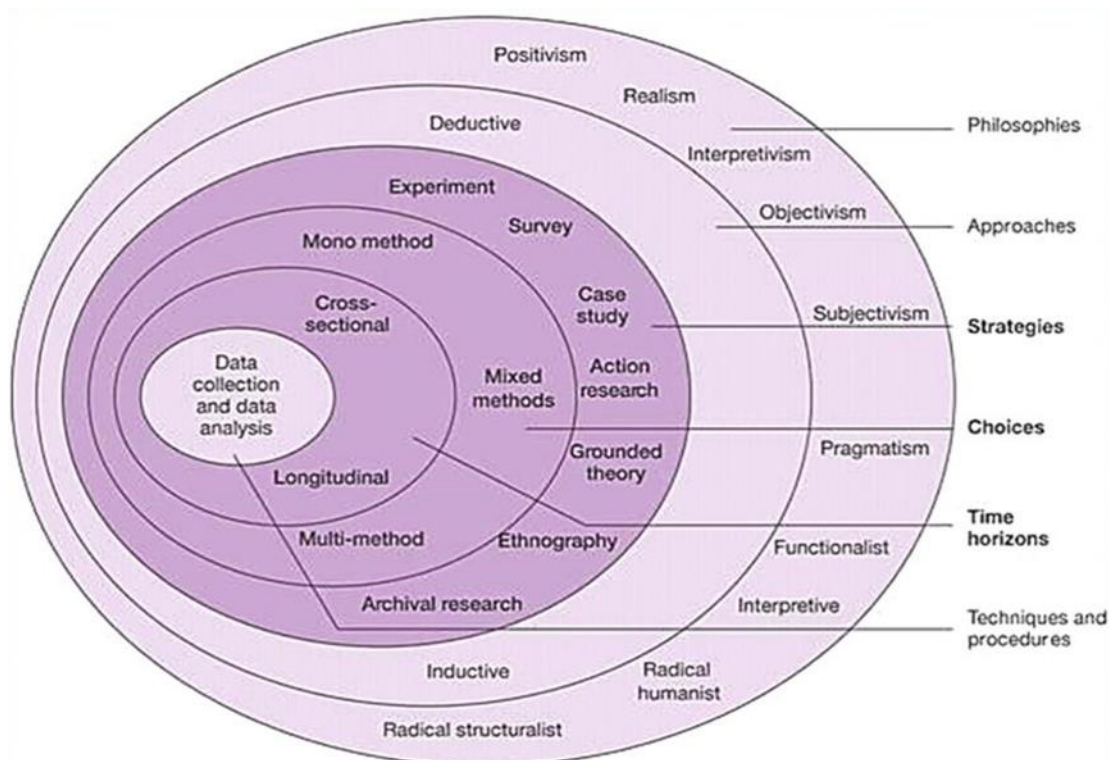 Positivism
Realism
Philosophies
Deductive
Interpretivism
Experiment
Objectivism
Survey
Approaches
Mono method
Case
study
Cross-
sectional
Subjectivism
Strategies
Data
collection
and data
analysis
Mixed
methods
Action
research
Choices
Grounded
theory
Pragmatism
Longitudinal
Time
horizons
Multi-method
Ethnography
Functionalist
Archival research
Interpretive
Techniques and
procedures
Inductive
Radical
humanist
Radical structuralist